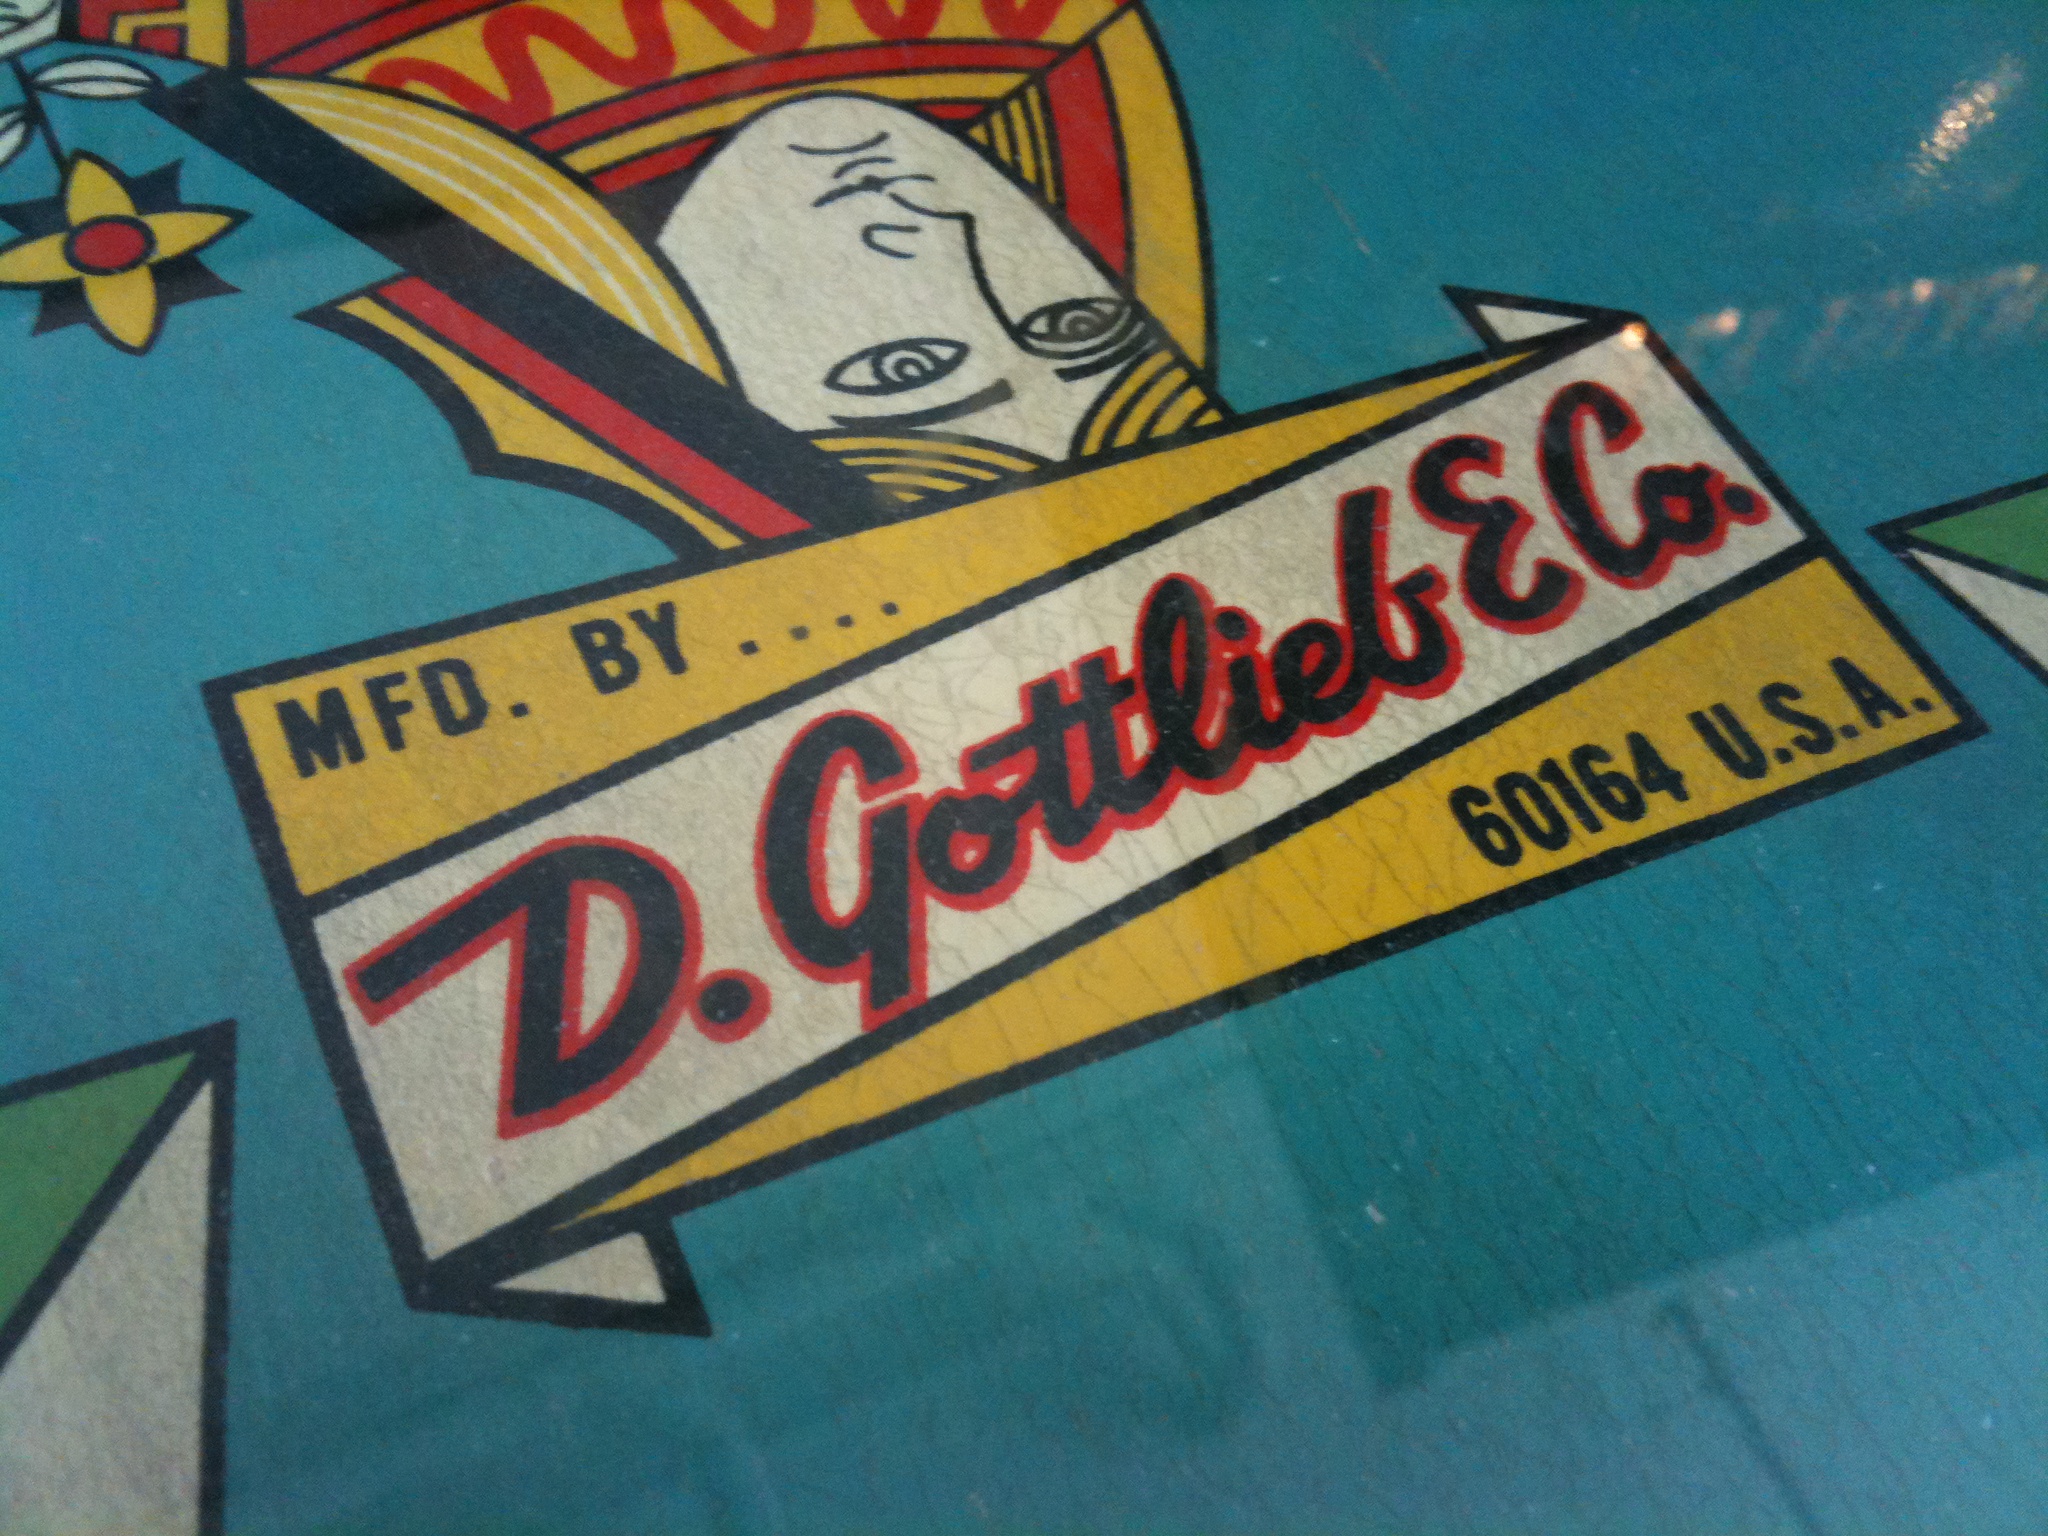 MFD. BY ....
D. Gottlieb & Co.
60164 U.S.A.